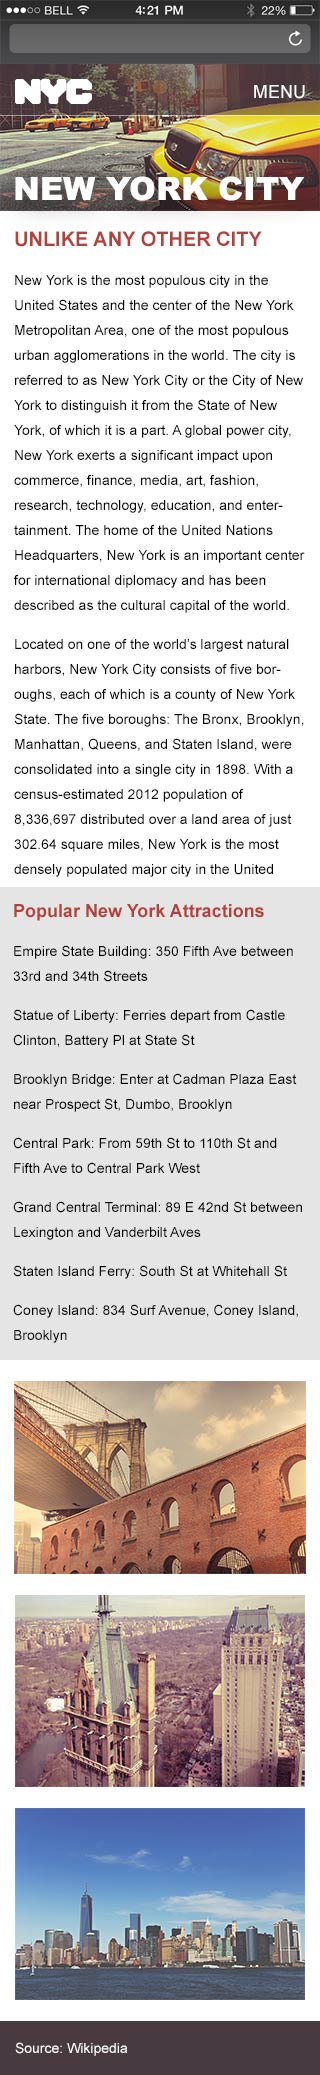 ●●●○○ BELL 4:21 PM 22%
NYC MENU
NEW YORK CITY
UNLIKE ANY OTHER CITY
New York is the most populous city in the
United States and the center of the New York
Metropolitan Area, one of the most populous
urban agglomerations in the world. The city is
referred to as New York City or the City of New
York to distinguish it from the State of New
York, of which it is a part. A global power city,
New York exerts a significant impact upon
commerce, finance, media, art, fashion,
research, technology, education, and enter-
tainment. The home of the United Nations
Headquarters, New York is an important center
for international diplomacy and has been
described as the cultural capital of the world.
Located on one of the world’s largest natural
harbors, New York City consists of five bor-
oughs, each of which is a county of New York
State. The five boroughs: The Bronx, Brooklyn,
Manhattan, Queens, and Staten Island, were
consolidated into a single city in 1898. With a
census-estimated 2012 population of
8,336,697 distributed over a land area of just
302.64 square miles, New York is the most
densely populated major city in the United
Popular New York Attractions
Empire State Building: 350 Fifth Ave between
33rd and 34th Streets
Statue of Liberty: Ferries depart from Castle
Clinton, Battery Pl at State St
Brooklyn Bridge: Enter at Cadman Plaza East
near Prospect St, Dumbo, Brooklyn
Central Park: From 59th St to 110th St and
Fifth Ave to Central Park West
Grand Central Terminal: 89 E 42nd St between
Lexington and Vanderbilt Aves
Staten Island Ferry: South St at Whitehall St
Coney Island: 834 Surf Avenue, Coney Island,
Brooklyn
Source: Wikipedia